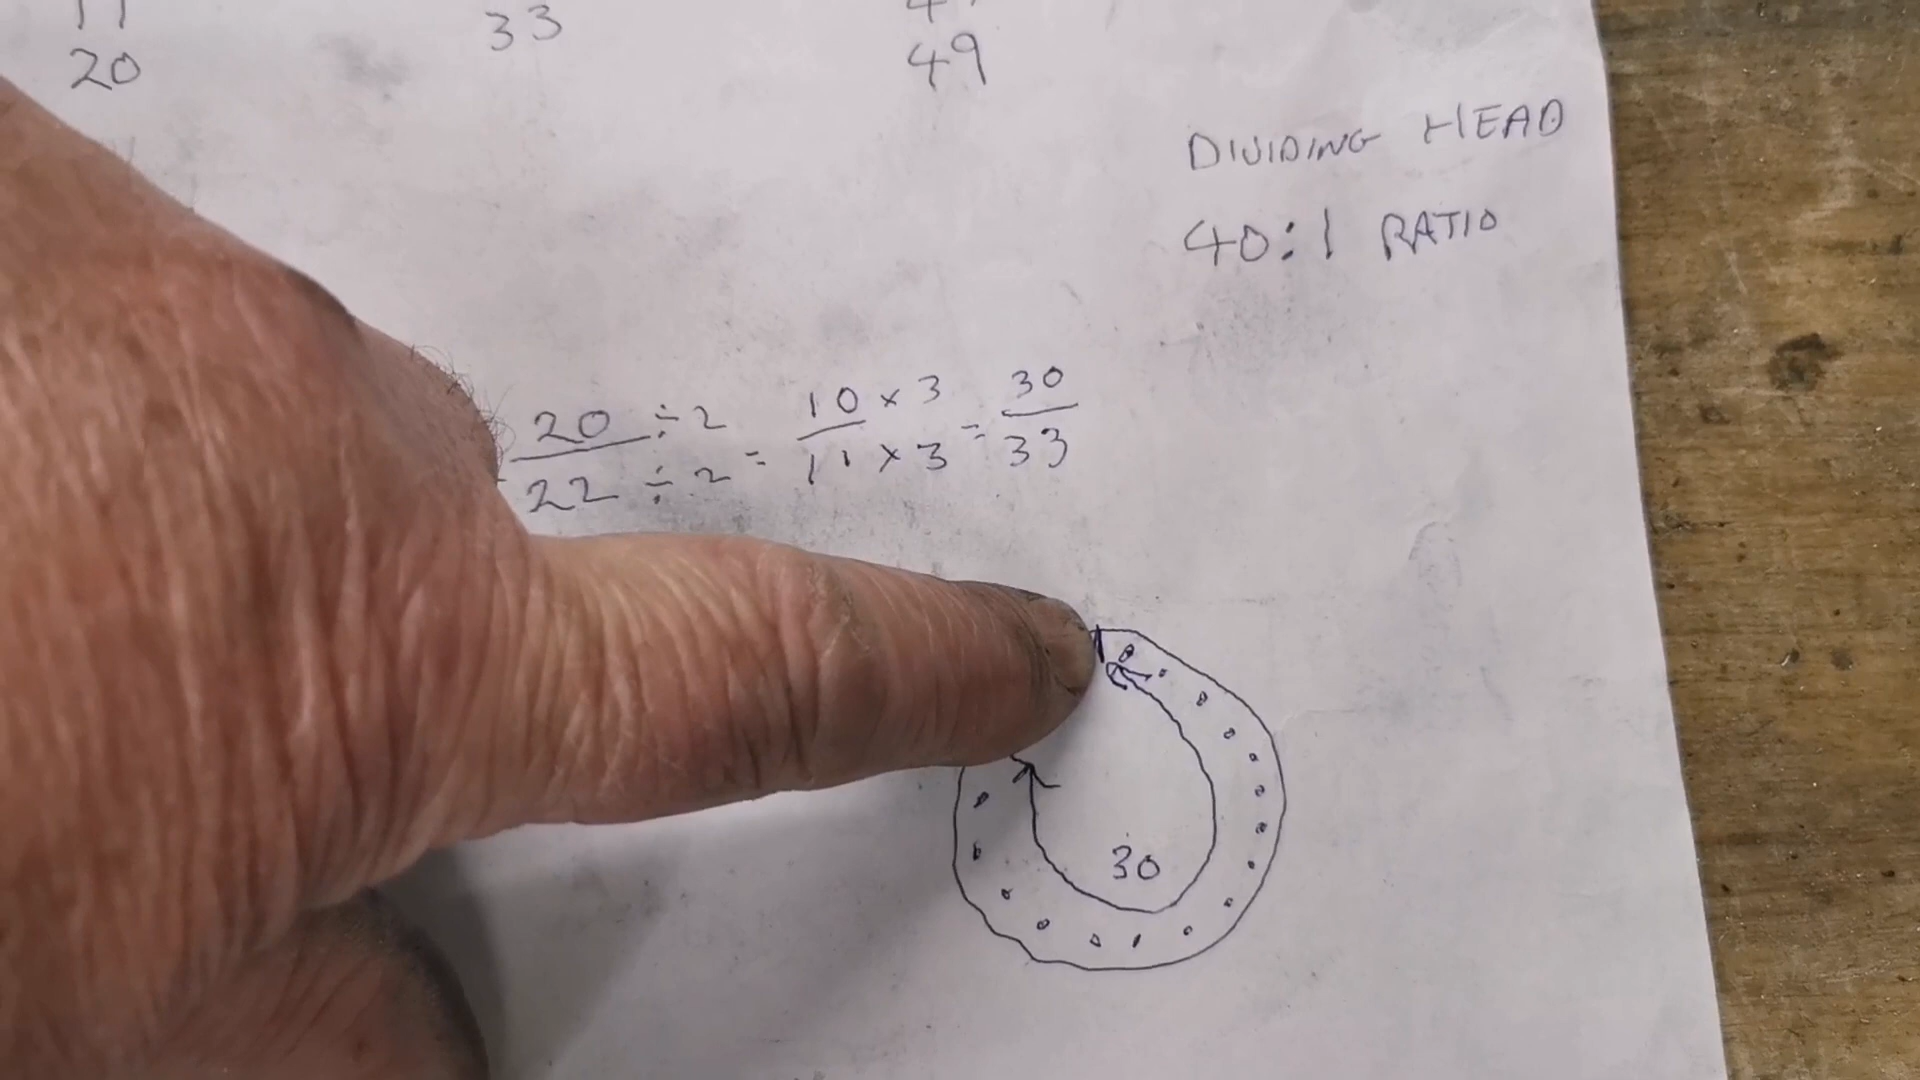 20 33 49
DIVIDING HEAD
40:1 RATIO
20 ÷ 2 = 10 × 3 = 30
22 ÷ 2 11 × 3 33
30